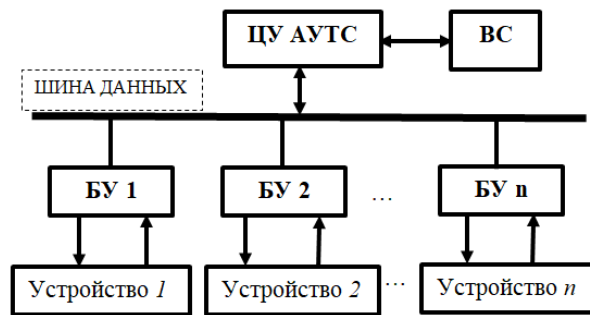 ЦУ АУТС
ВС
ШИНА ДАННЫХ
БУ 1
БУ 2
...
БУ n
Устройство 1
Устройство 2
...
Устройство n